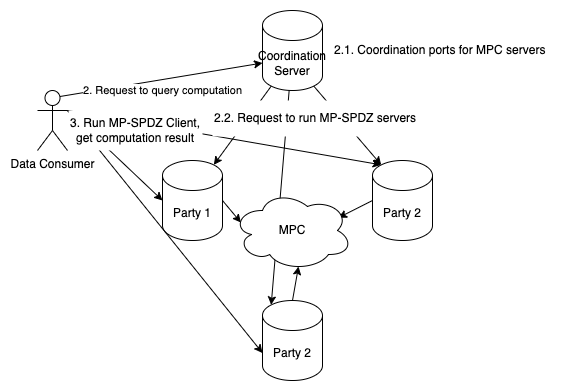 Coordination
Server
2.1. Coordination ports for MPC servers
2. Request to query computation
3. Run MP-SPDZ Client,
get computation result
2.2. Request to run MP-SPDZ servers
Data Consumer
Party 1
MPC
Party 2
Party 2